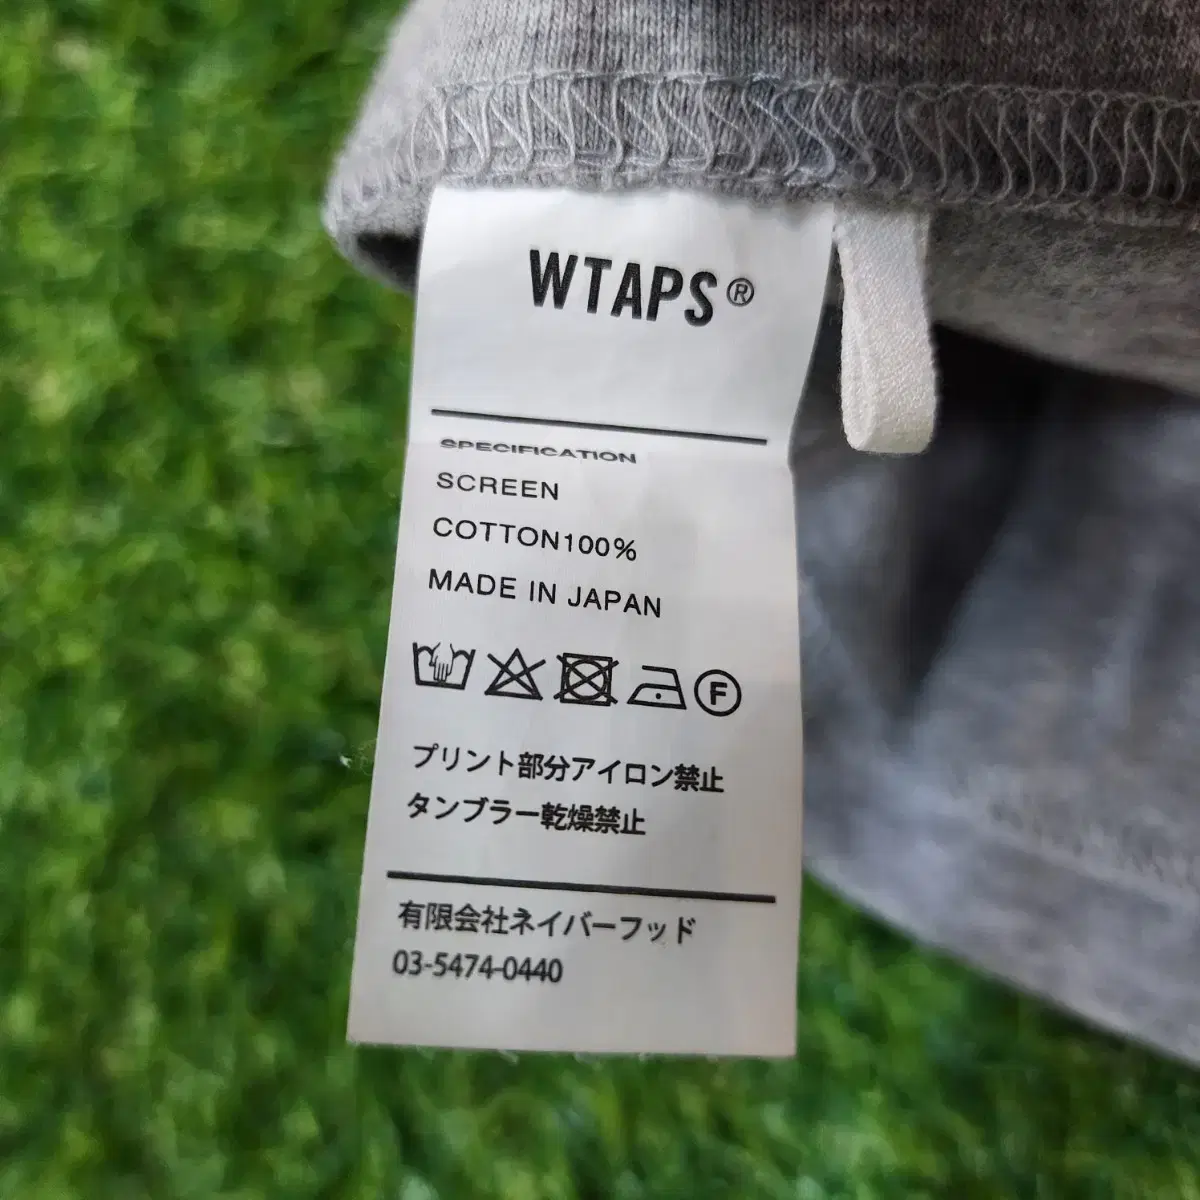 WTAPS®
SPECIFICATION
SCREEN
COTTON100%
MADE IN JAPAN
F
プリント部分アイロン禁止
タンブラー乾燥禁止
有限会社ネイバーフッド
03-5474-0440